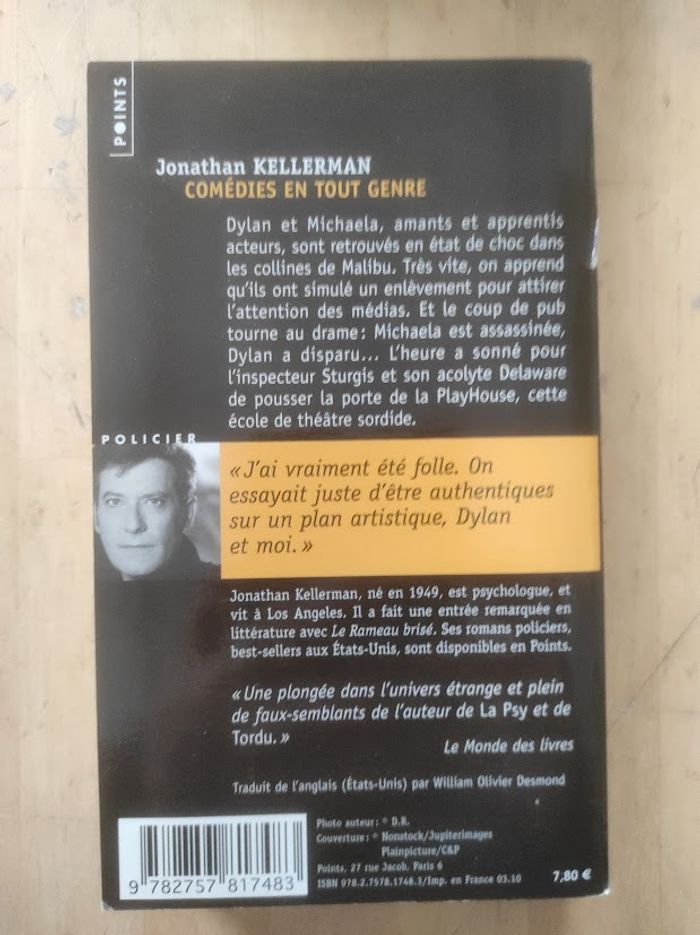 POINTS
Jonathan KELLERMAN
COMÉDIES EN TOUT GENRE
Dylan et Michaela, amants et apprentis
acteurs, sont retrouvés en état de choc dans
les collines de Malibu. Très vite, on apprend
qu'ils ont simulé un enlèvement pour attirer
l'attention des médias. Et le coup de pub
tourne au drame : Michaela est assassinée,
Dylan a disparu... L'heure a sonné pour
l'inspecteur Sturgis et son acolyte Delaware
de pousser la porte de la PlayHouse, cette
école de théâtre sordide.
POLICIER
« J'ai vraiment été folle. On
essayait juste d'être authentiques
sur un plan artistique, Dylan
et moi. »
Jonathan Kellerman, né en 1949, est psychologue, et
vit à Los Angeles. Il a fait une entrée remarquée en
littérature avec Le Rameau brisé. Ses romans policiers,
best-sellers aux États-Unis, sont disponibles en Points.
« Une plongée dans l'univers étrange et plein
de faux-semblants de l'auteur de La Psy et de
Tordu. »
Le Monde des livres
Traduit de l'anglais (États-Unis) par William Olivier Desmond
Photo auteur : © D.R.
Couverture : © Nonstock/Jupiterimages
Plainpicture/C&P
Points, 27 rue Jacob, Paris 6
ISBN 978.2.7578.1748.3/Imp. en France 03.10
7,80 €
9 782757 817483